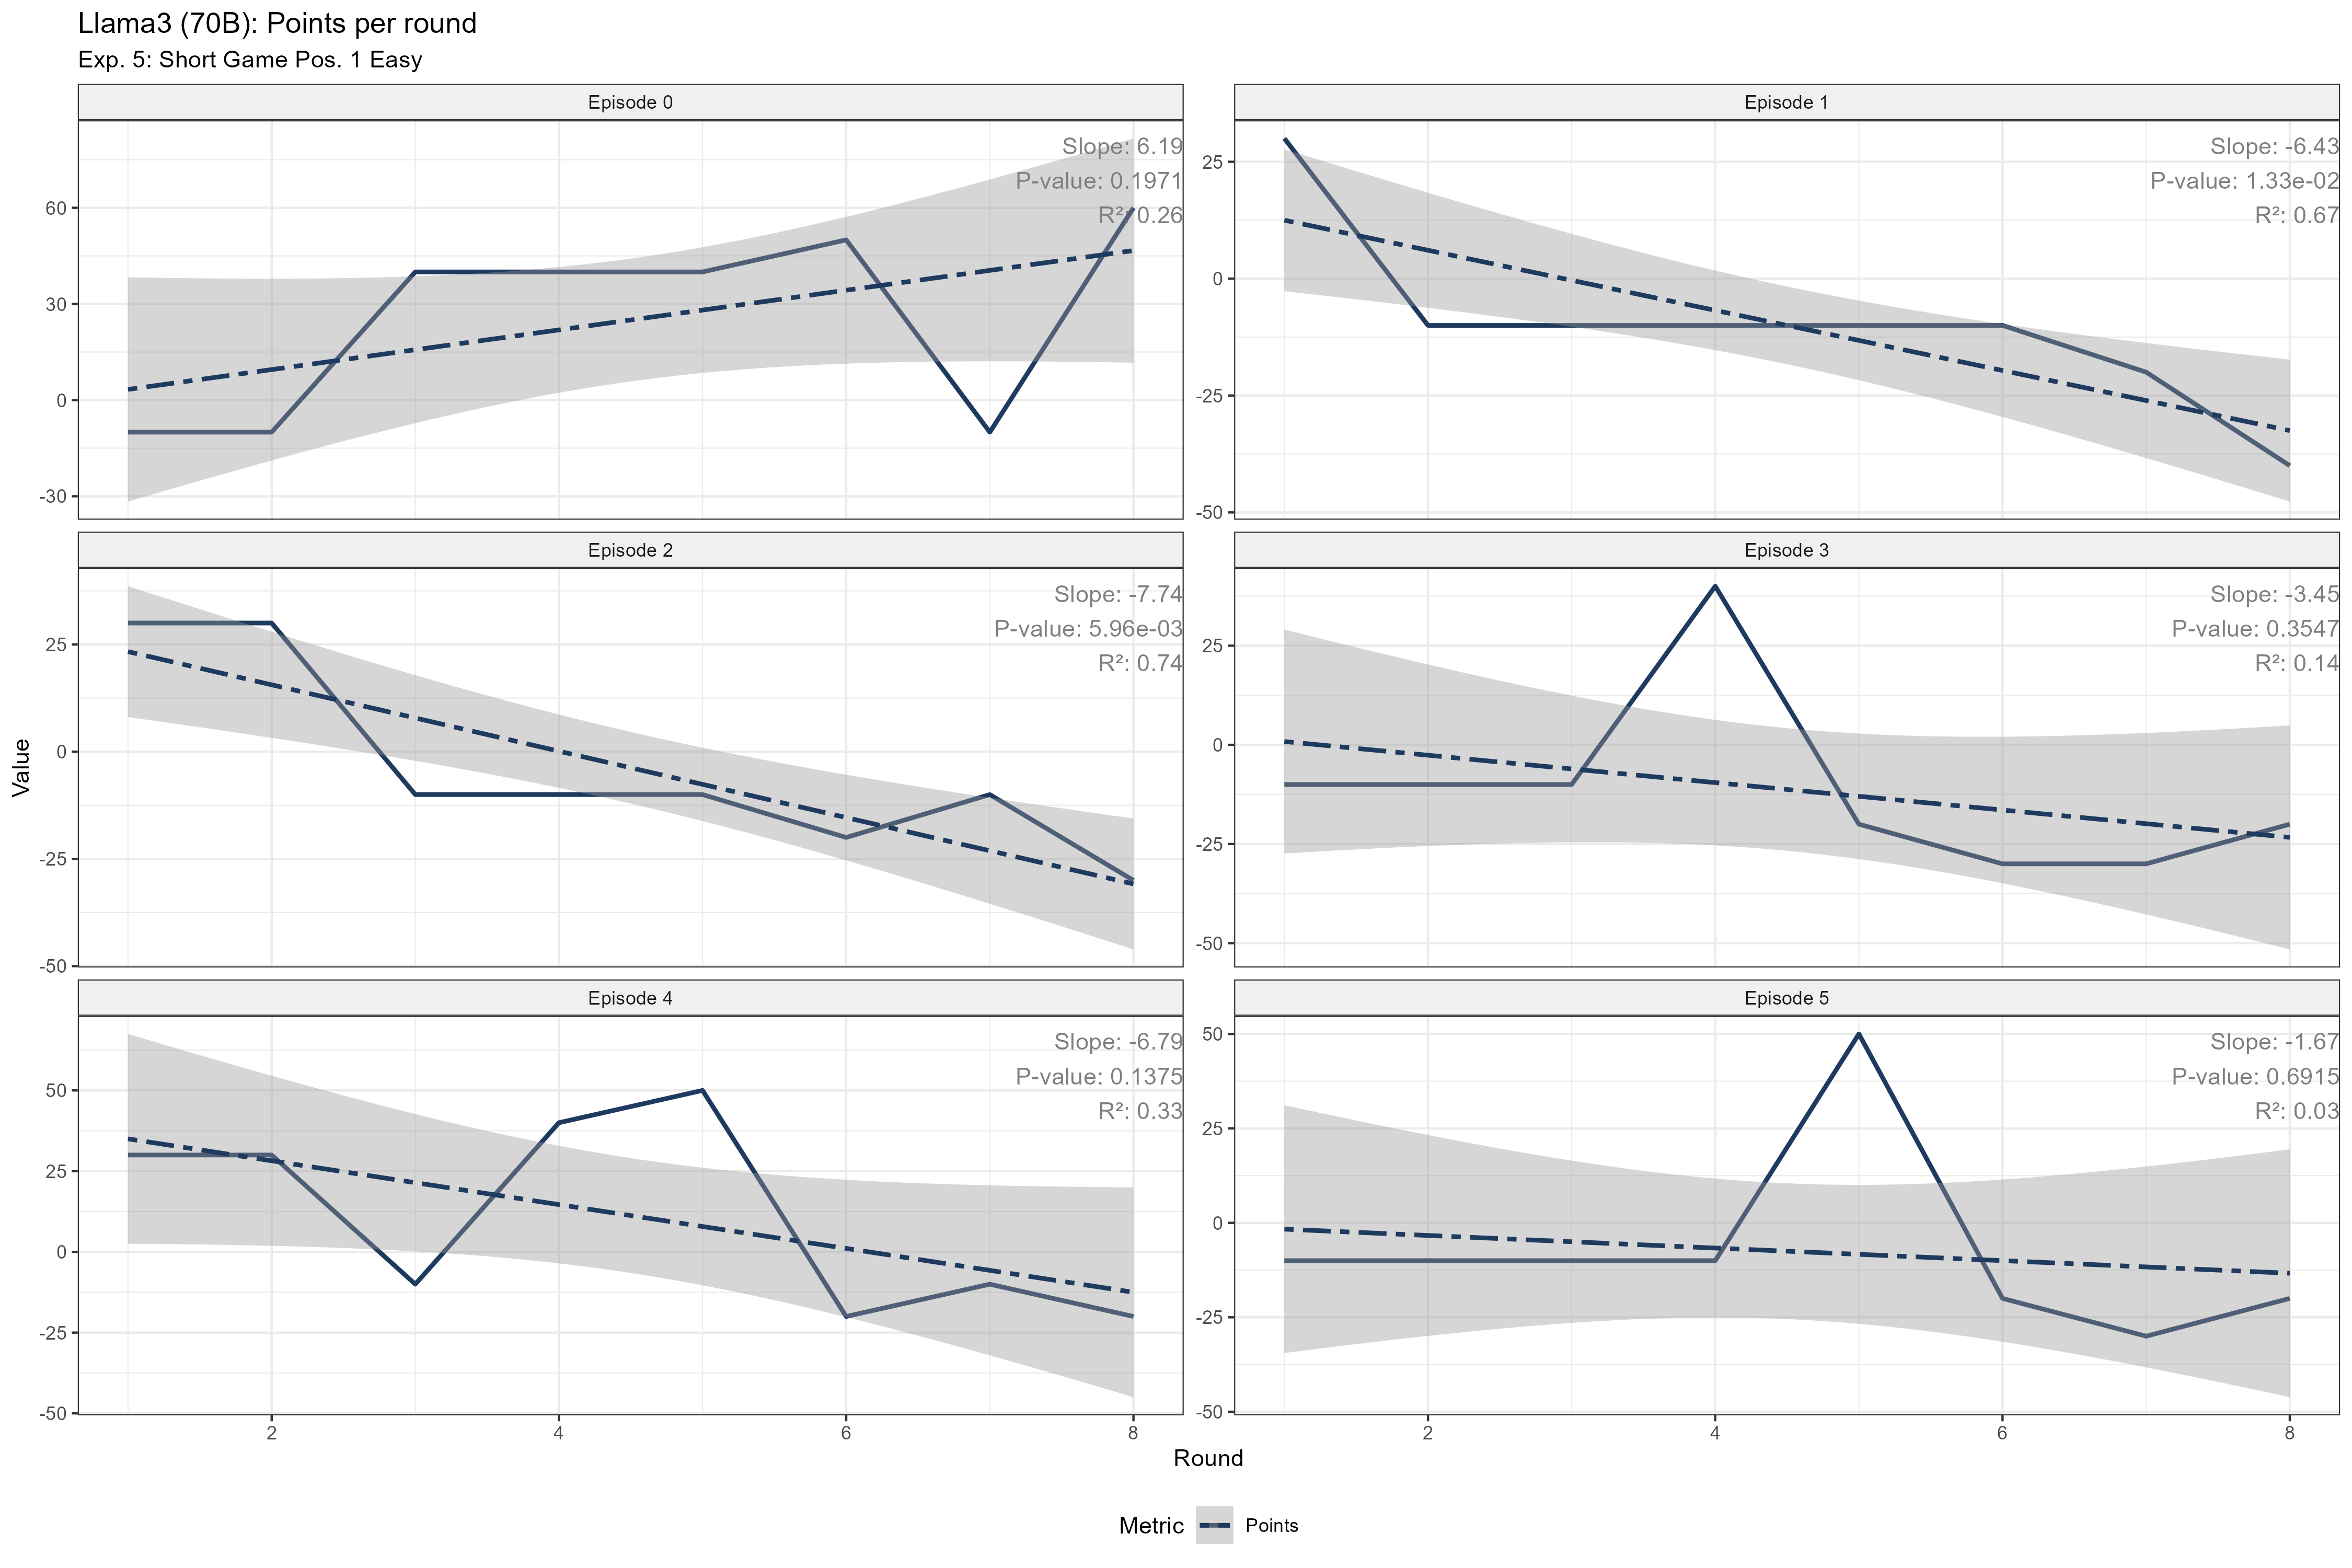 Llama3 (70B): Points per round
Exp. 5: Short Game Pos. 1 Easy
Episode 0
Slope: 6.19
P-value: 0.1971
R²: 0.26
60
30
0
-30
Episode 1
Slope: -6.43
P-value: 1.33e-02
R²: 0.67
25
0
-25
-50
Episode 2
Slope: -7.74
P-value: 5.96e-03
R²: 0.74
25
0
-25
-50
Episode 3
Slope: -3.45
P-value: 0.3547
R²: 0.14
25
0
-25
-50
Value
Episode 4
Slope: -6.79
P-value: 0.1375
R²: 0.33
50
25
0
-25
-50
2 4 6 8
Episode 5
Slope: -1.67
P-value: 0.6915
R²: 0.03
50
25
0
-25
-50
2 4 6 8
Round
Metric Points